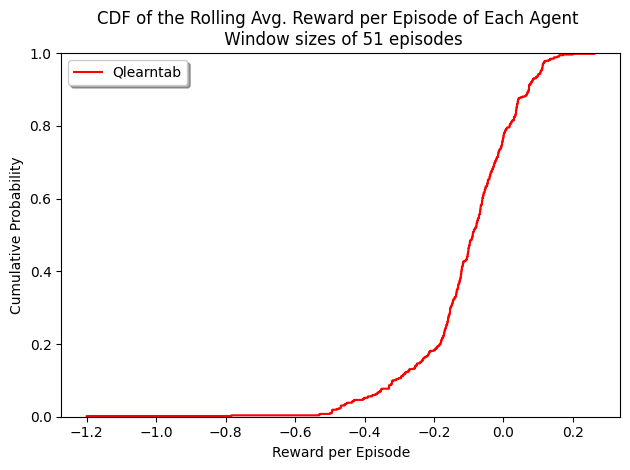 CDF of the Rolling Avg. Reward per Episode of Each Agent
Window sizes of 51 episodes
Qlearntab
Cumulative Probability
1.0
0.8
0.6
0.4
0.2
0.0
−1.2 −1.0 −0.8 −0.6 −0.4 −0.2 0.0 0.2
Reward per Episode